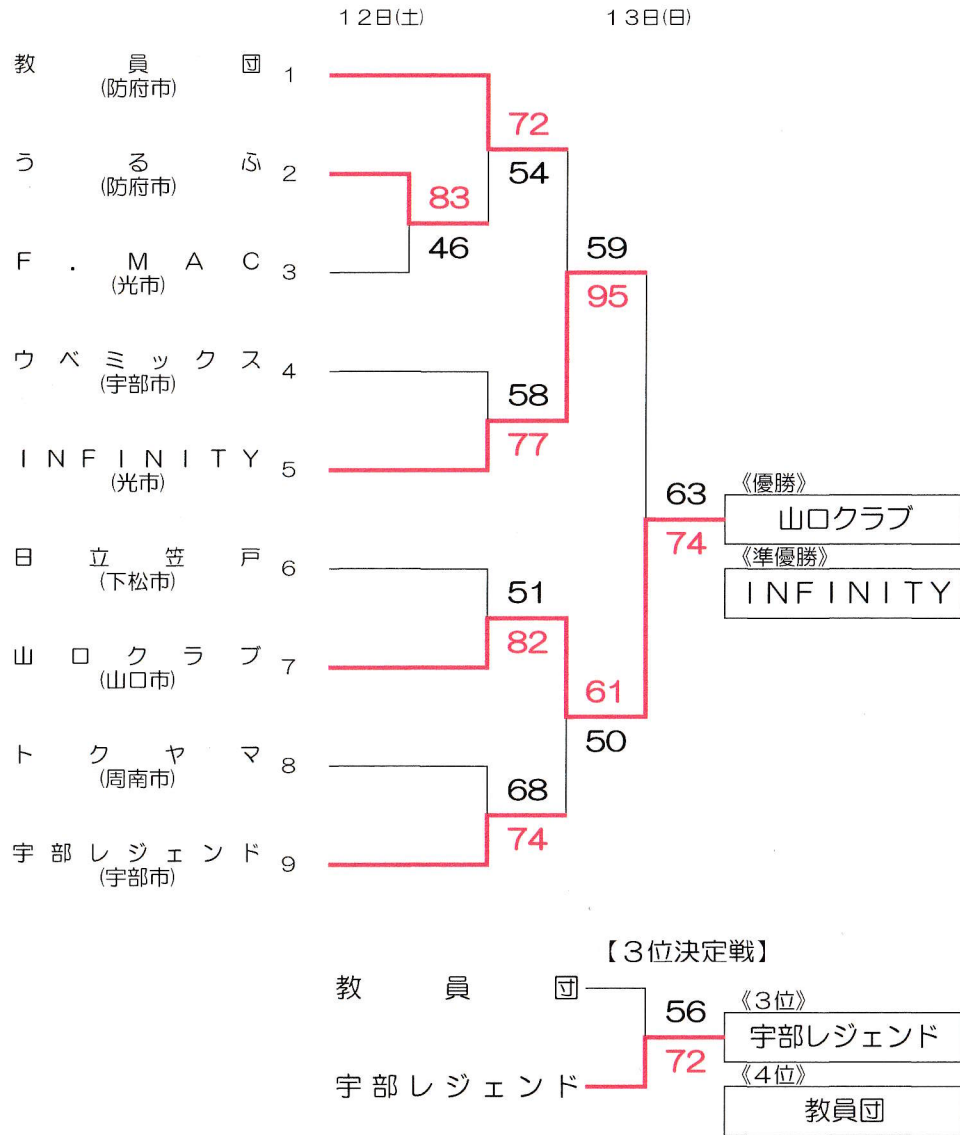 12日(土) 13日(日)
教員団 1
(防府市)
72
54
うるふ 2
(防府市)
83
46
F.MAC 3
(光市)
59
95
ウベミックス 4
(宇部市)
58
77
INFINITY 5
(光市)
63
74
《優勝》
山口クラブ
《準優勝》
INFINITY
日立笠戸 6
(下松市)
51
82
山口クラブ 7
(山口市)
61
50
トクヤマ 8
(周南市)
68
74
宇部レジェンド 9
(宇部市)
【3位決定戦】
教員団
56
72
宇部レジェンド
《3位》
宇部レジェンド
《4位》
教員団